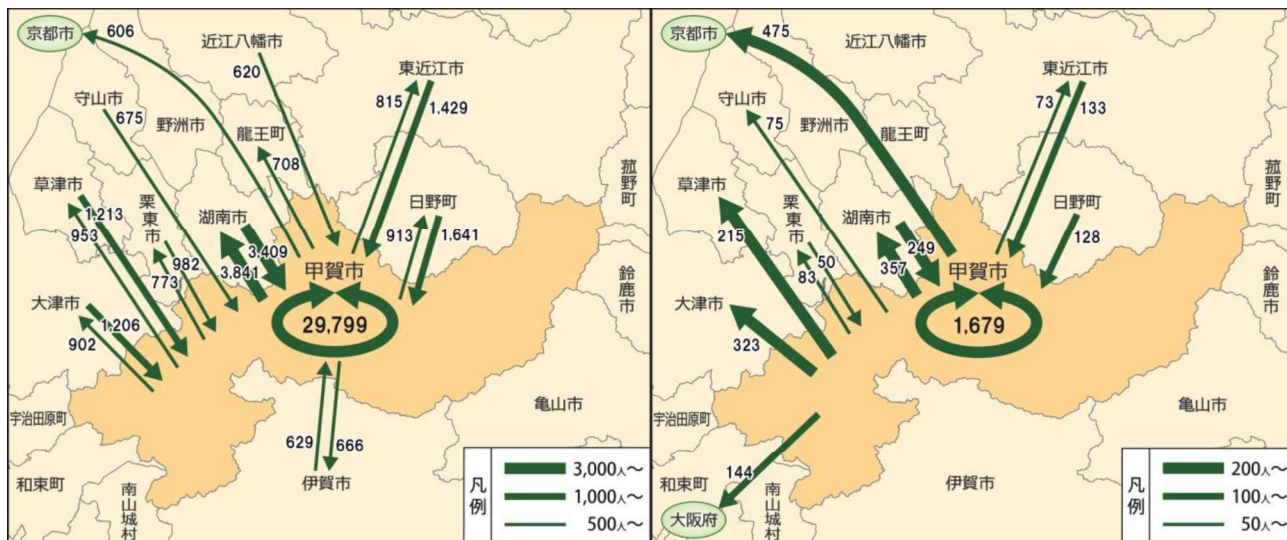 京都市
606
近江八幡市
620
東近江市
815
1,429
守山市
675
野洲市
龍王町
708
菰野町
草津市
1,213
953
栗東市
982
773
湖南市
3,409
3,841
日野町
913
1,641
甲賀市
鈴鹿市
大津市
1,206
902
29,799
宇治田原町
亀山市
629
666
和束町
南山城村
伊賀市
凡例
3,000人〜
1,000人〜
500人〜
京都市
475
近江八幡市
東近江市
73
133
守山市
75
野洲市
龍王町
菰野町
草津市
215
栗東市
50
83
湖南市
249
357
日野町
128
甲賀市
鈴鹿市
大津市
323
1,679
宇治田原町
亀山市
144
和束町
南山城村
伊賀市
大阪府
凡例
200人〜
100人〜
50人〜